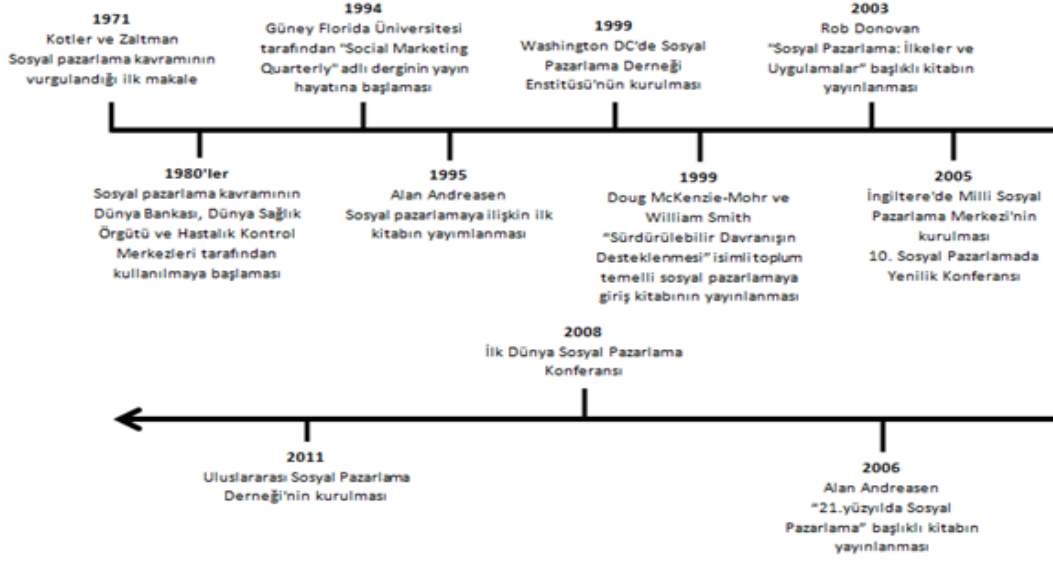 1971
Kotler ve Zaltman
Sosyal pazarlama kavramının
vurgulandığı ilk makale
1994
Güney Florida Üniversitesi
tarafından "Social Marketing
Quarterly" adlı derginin yayın
hayatına başlaması
1999
Washington DC'de Sosyal
Pazarlama Derneği
Enstitüsü'nün kurulması
2003
Rob Donovan
"Sosyal Pazarlama: İlkeler ve
Uygulamalar" başlıklı kitabın
yayınlanması
1980'ler
Sosyal pazarlama kavramının
Dünya Bankası, Dünya Sağlık
Örgütü ve Hastalık Kontrol
Merkezleri tarafından
kullanılmaya başlaması
1995
Alan Andreasen
Sosyal pazarlamaya ilişkin ilk
kitabın yayımlanması
1999
Doug McKenzie-Mohr ve
William Smith
“Sürdürülebilir Davranışın
Desteklenmesi” isimli toplum
temelli sosyal pazarlamaya
giriş kitabının yayınlanması
2005
İngiltere'de Milli Sosyal
Pazarlama Merkezi'nin
kurulması
10. Sosyal Pazarlamada
Yenilik Konferansı
2008
İlk Dünya Sosyal Pazarlama
Konferansı
2011
Uluslararası Sosyal Pazarlama
Derneği'nin kurulması
2006
Alan Andreasen
“21.yüzyılda Sosyal
Pazarlama” başlıklı kitabın
yayınlanması